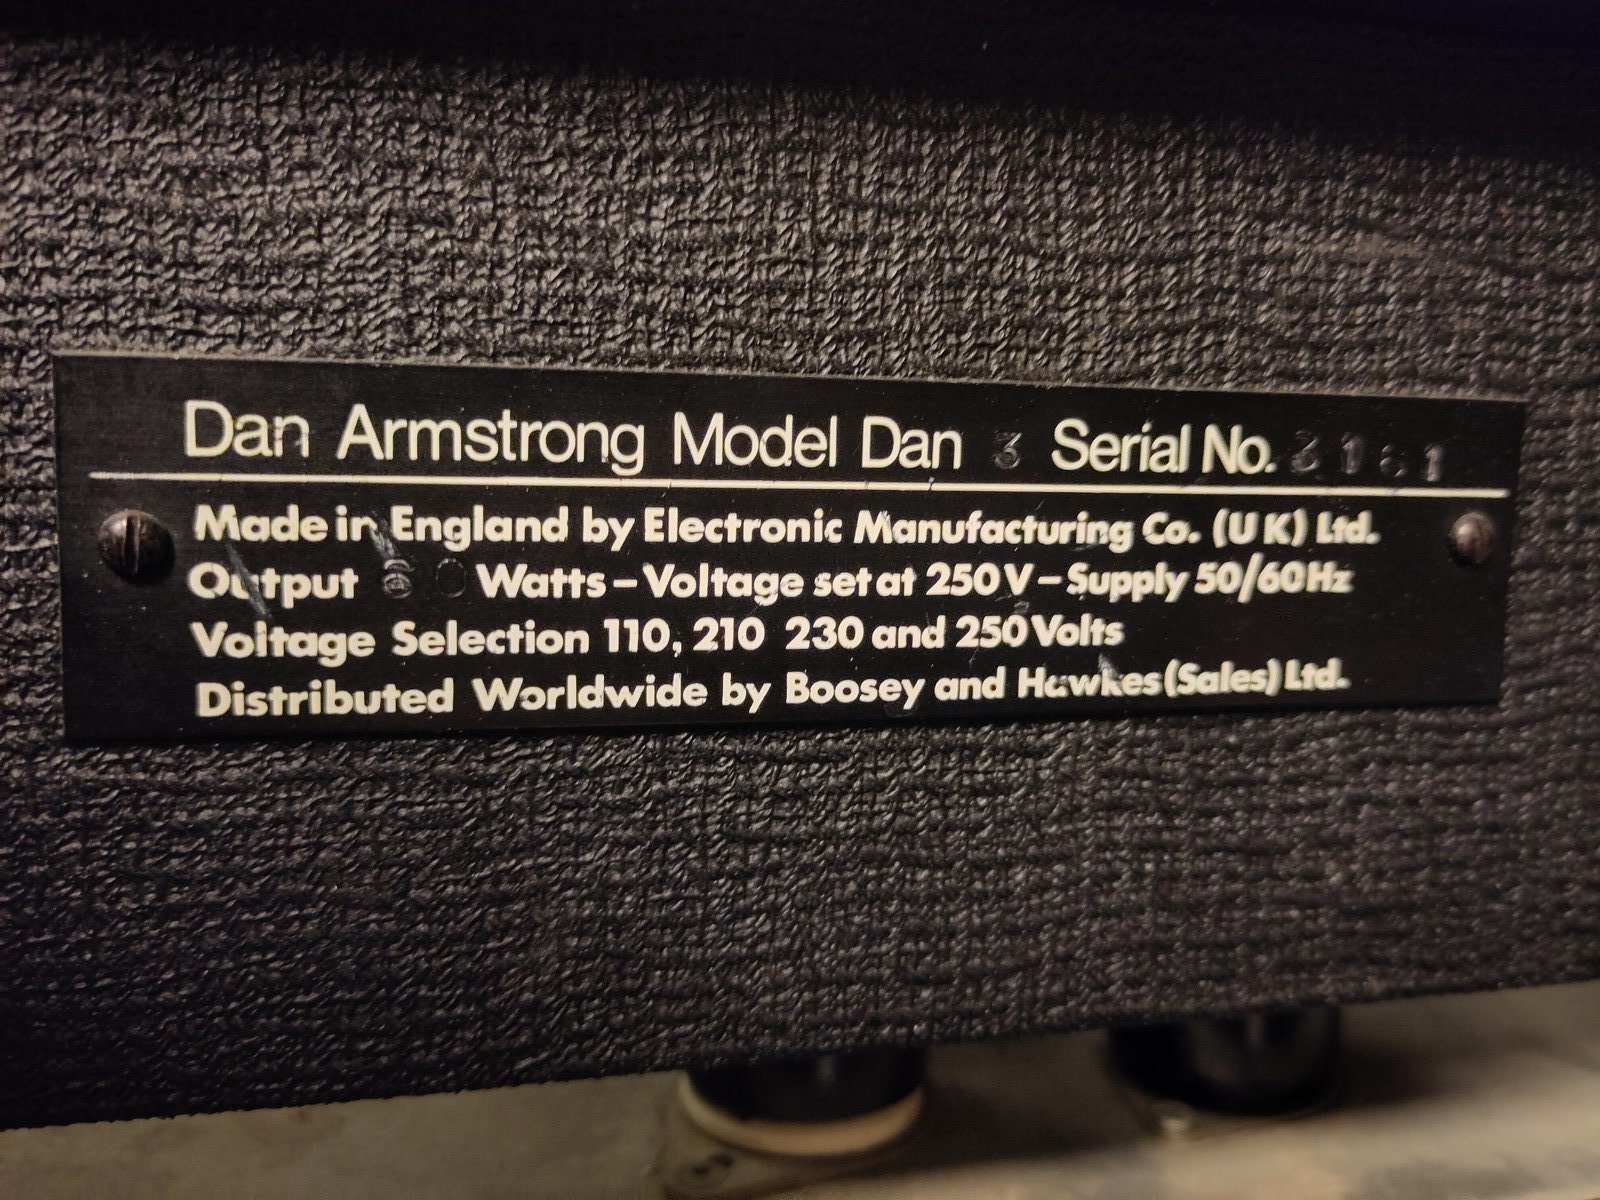 Dan Armstrong Model Dan 3 Serial No.
Made in England by Electronic Manufacturing Co. (UK) Ltd.
Output 60 Watts – Voltage set at 250V – Supply 50/60Hz
Voltage Selection 110, 210 230 and 250 Volts
Distributed Worldwide by Boosey and Hawkes (Sales) Ltd.